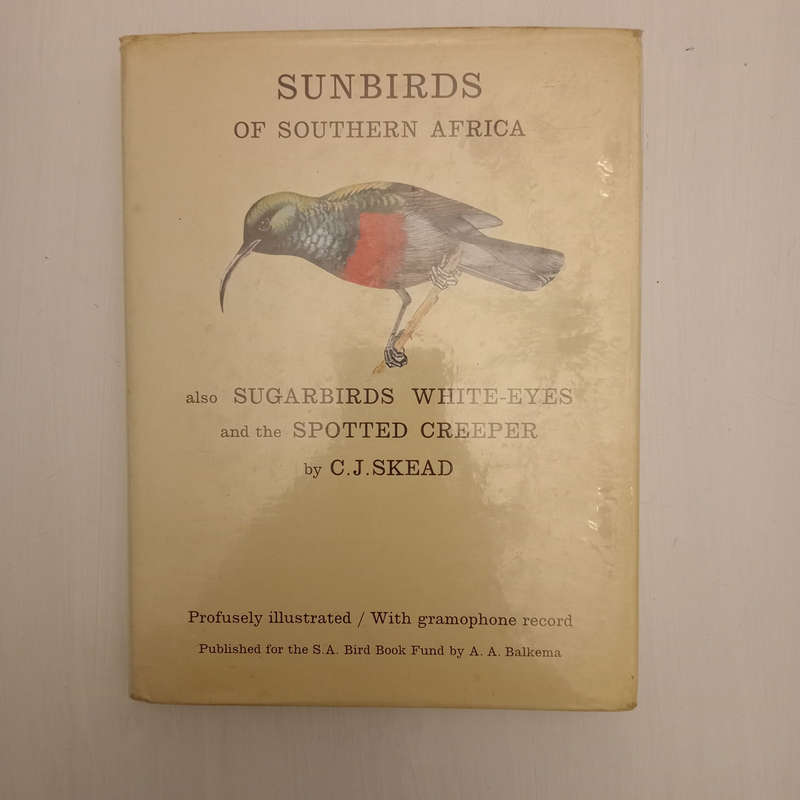 SUNBIRDS
OF SOUTHERN AFRICA
also SUGARBIRDS WHITE-EYES
and the SPOTTED CREEPER
by C.J.SKEAD
Profusely illustrated / With gramophone record
Published for the S.A. Bird Book Fund by A. A. Balkema